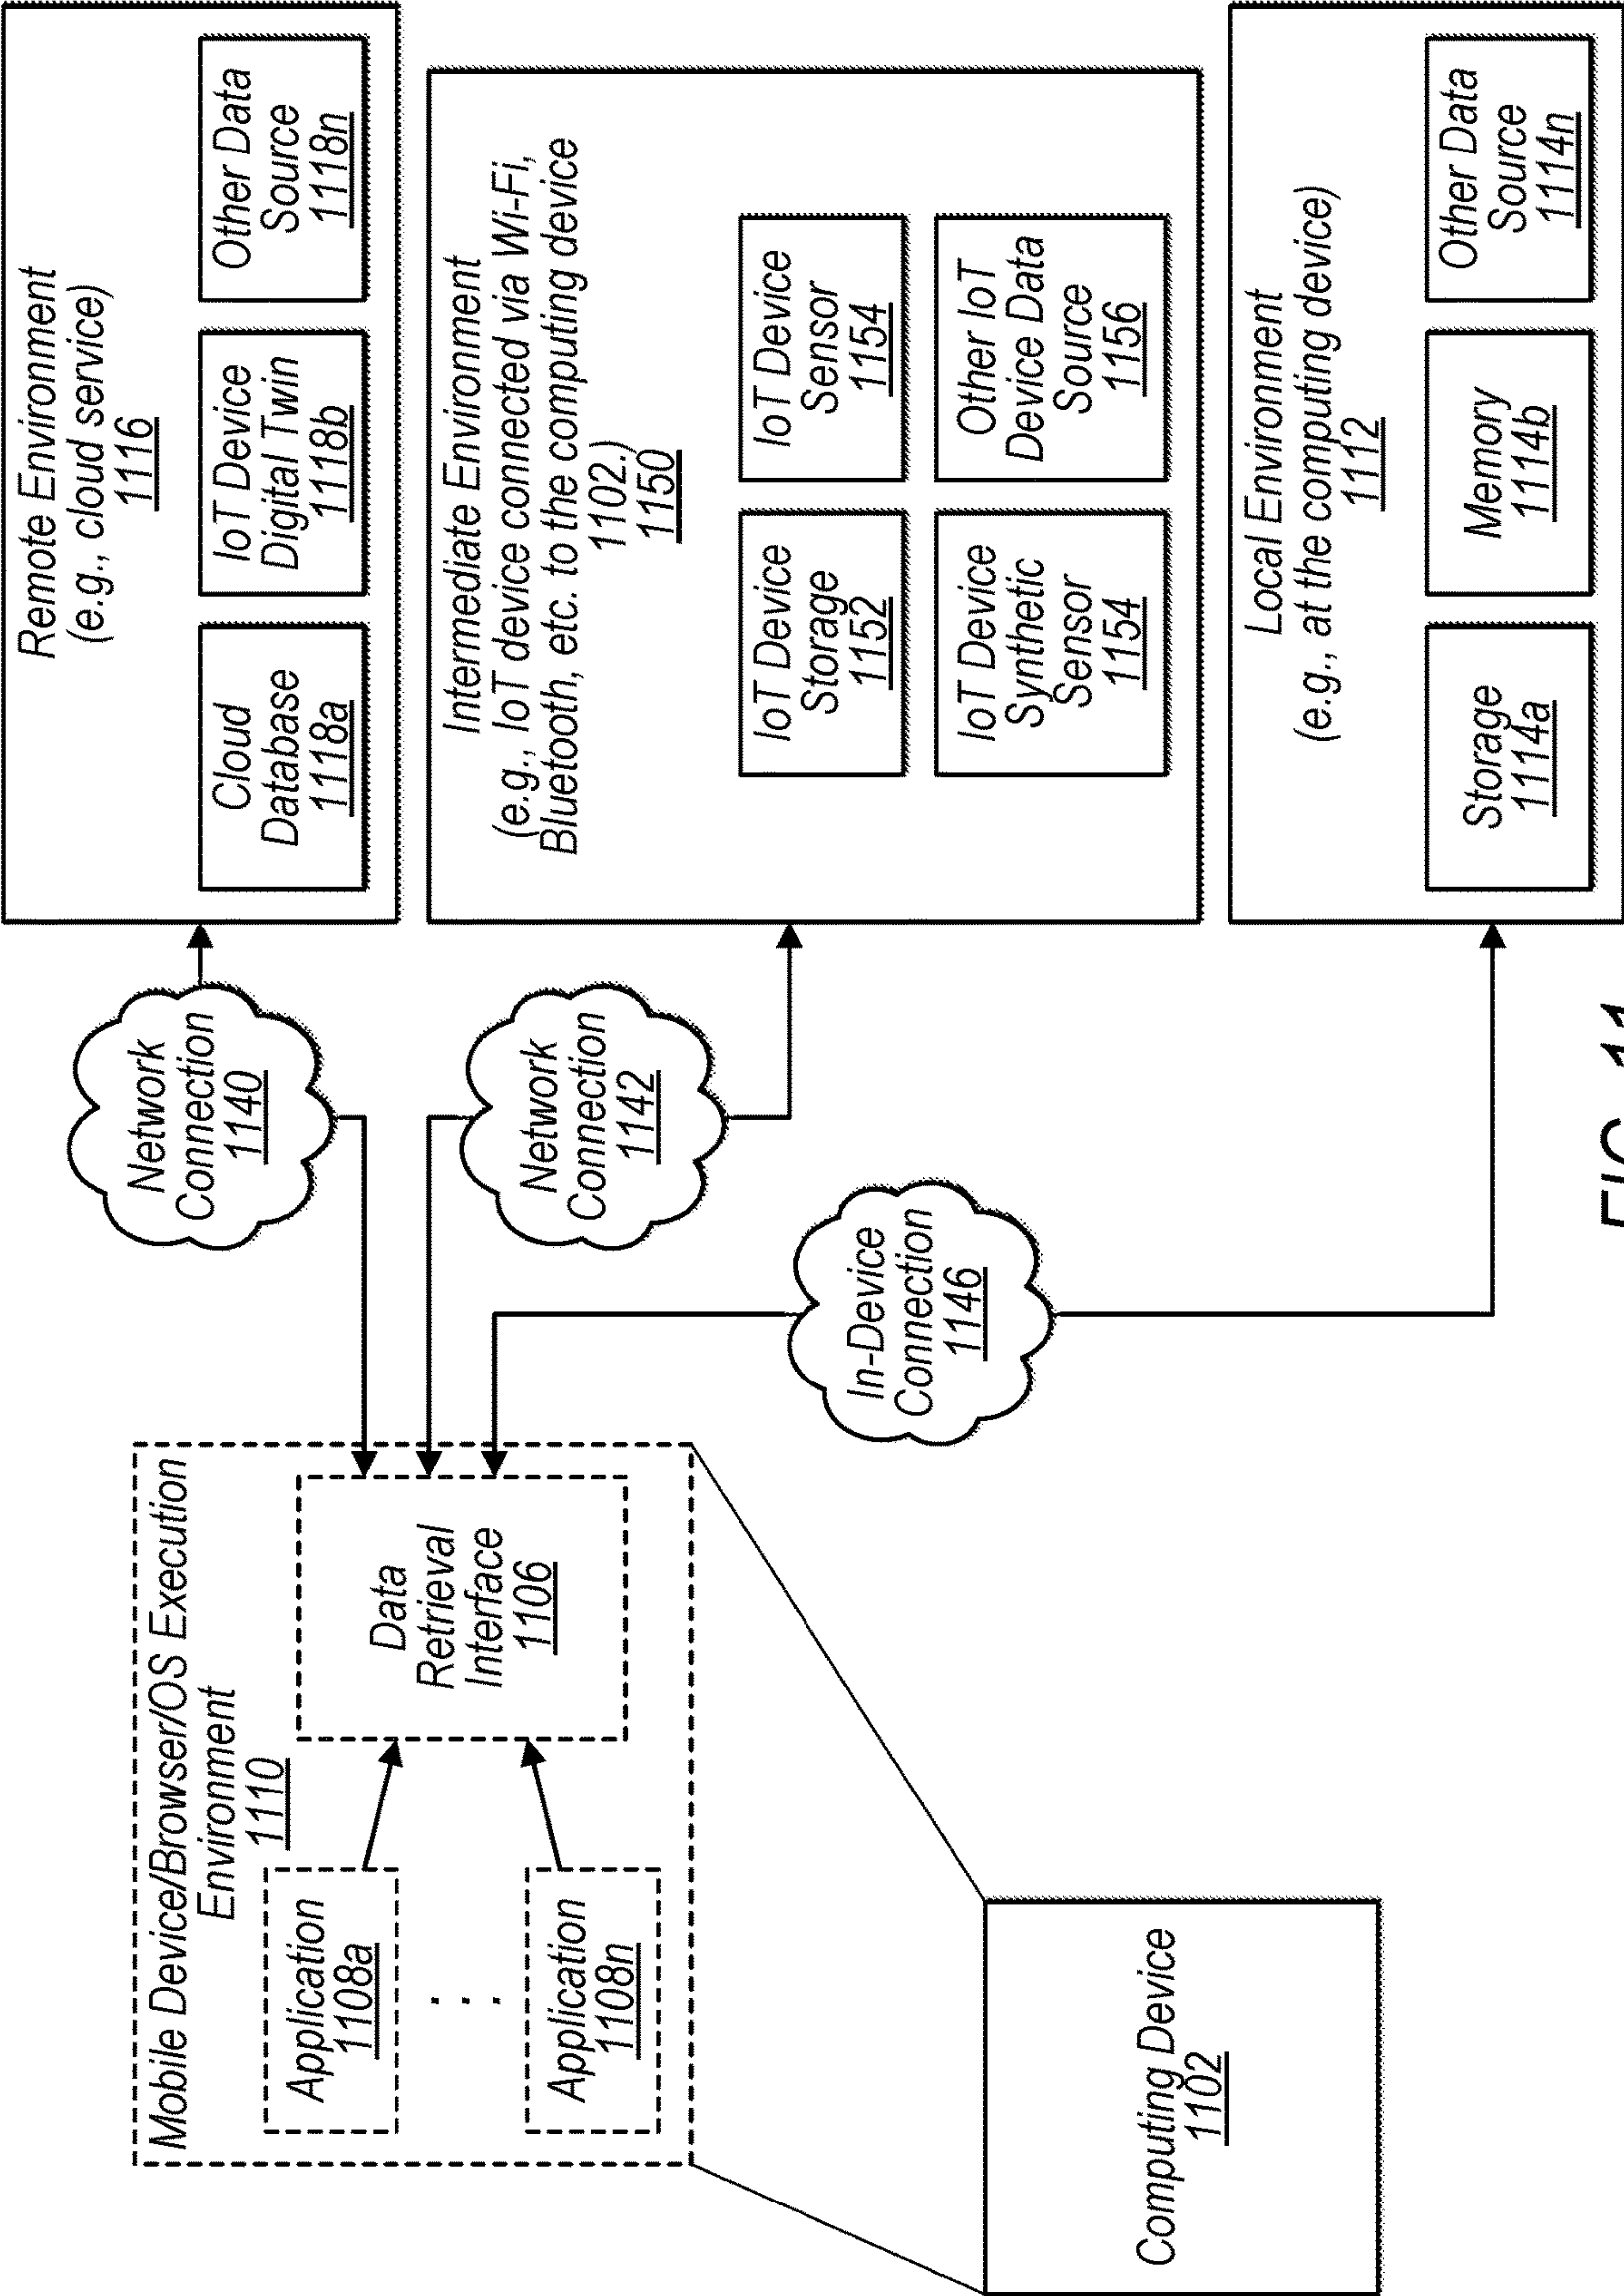 Mobile Device/Browser/OS Execution
Environment
1110
Application
1108a
Application
1108n
Data
Retrieval
Interface
1106
Computing Device
1102
Network
Connection
1140
Network
Connection
1142
In-Device
Connection
1146
Remote Environment
(e.g., cloud service)
1116
Cloud
Database
1118a
IoT Device
Digital Twin
1118b
Other Data
Source
1118n
Intermediate Environment
(e.g., IoT device connected via Wi-Fi,
Bluetooth, etc. to the computing device
1102.)
1150
IoT Device
Storage
1152
IoT Device
Sensor
1154
IoT Device
Synthetic
Sensor
1154
Other IoT
Device Data
Source
1156
Local Environment
(e.g., at the computing device)
1112
Storage
1114a
Memory
1114b
Other Data
Source
1114n
FIG. 11